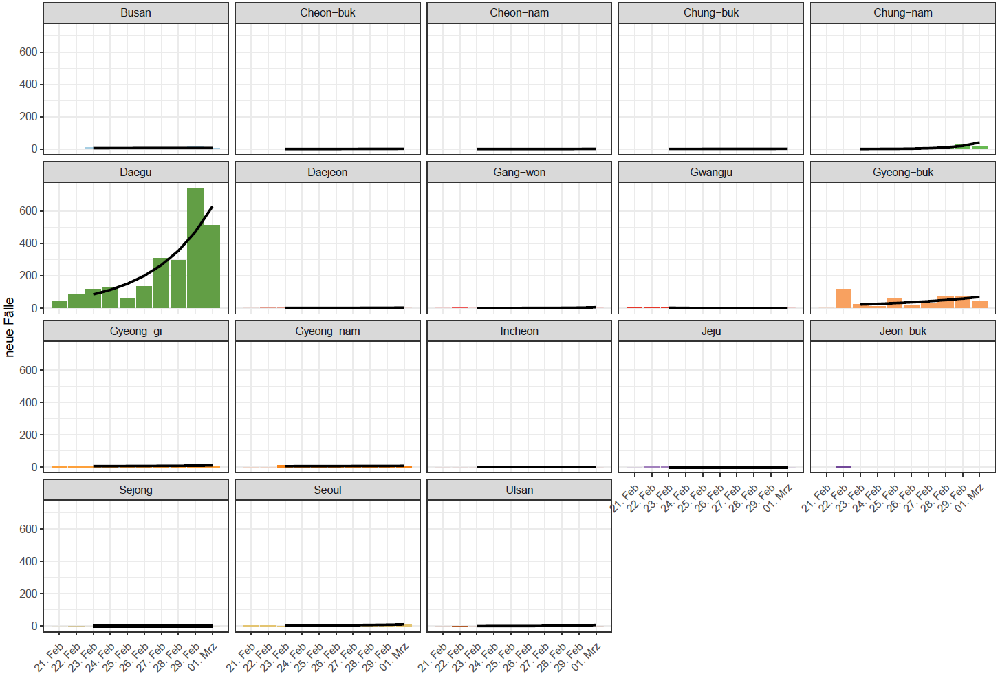 neue Fälle
Busan Cheon−buk Cheon−nam Chung−buk Chung−nam
600
400
200
0
Daegu Daejeon Gang−won Gwangju Gyeong−buk
600
400
200
0
Gyeong−gi Gyeong−nam Incheon Jeju Jeon−buk
600
400
200
0
21. Feb 22. Feb 23. Feb 24. Feb 25. Feb 26. Feb 27. Feb 28. Feb 29. Feb 01. Mrz 21. Feb 22. Feb 23. Feb 24. Feb 25. Feb 26. Feb 27. Feb 28. Feb 29. Feb 01. Mrz
Sejong Seoul Ulsan
600
400
200
0
21. Feb 22. Feb 23. Feb 24. Feb 25. Feb 26. Feb 27. Feb 28. Feb 29. Feb 01. Mrz 21. Feb 22. Feb 23. Feb 24. Feb 25. Feb 26. Feb 27. Feb 28. Feb 29. Feb 01. Mrz 21. Feb 22. Feb 23. Feb 24. Feb 25. Feb 26. Feb 27. Feb 28. Feb 29. Feb 01. Mrz